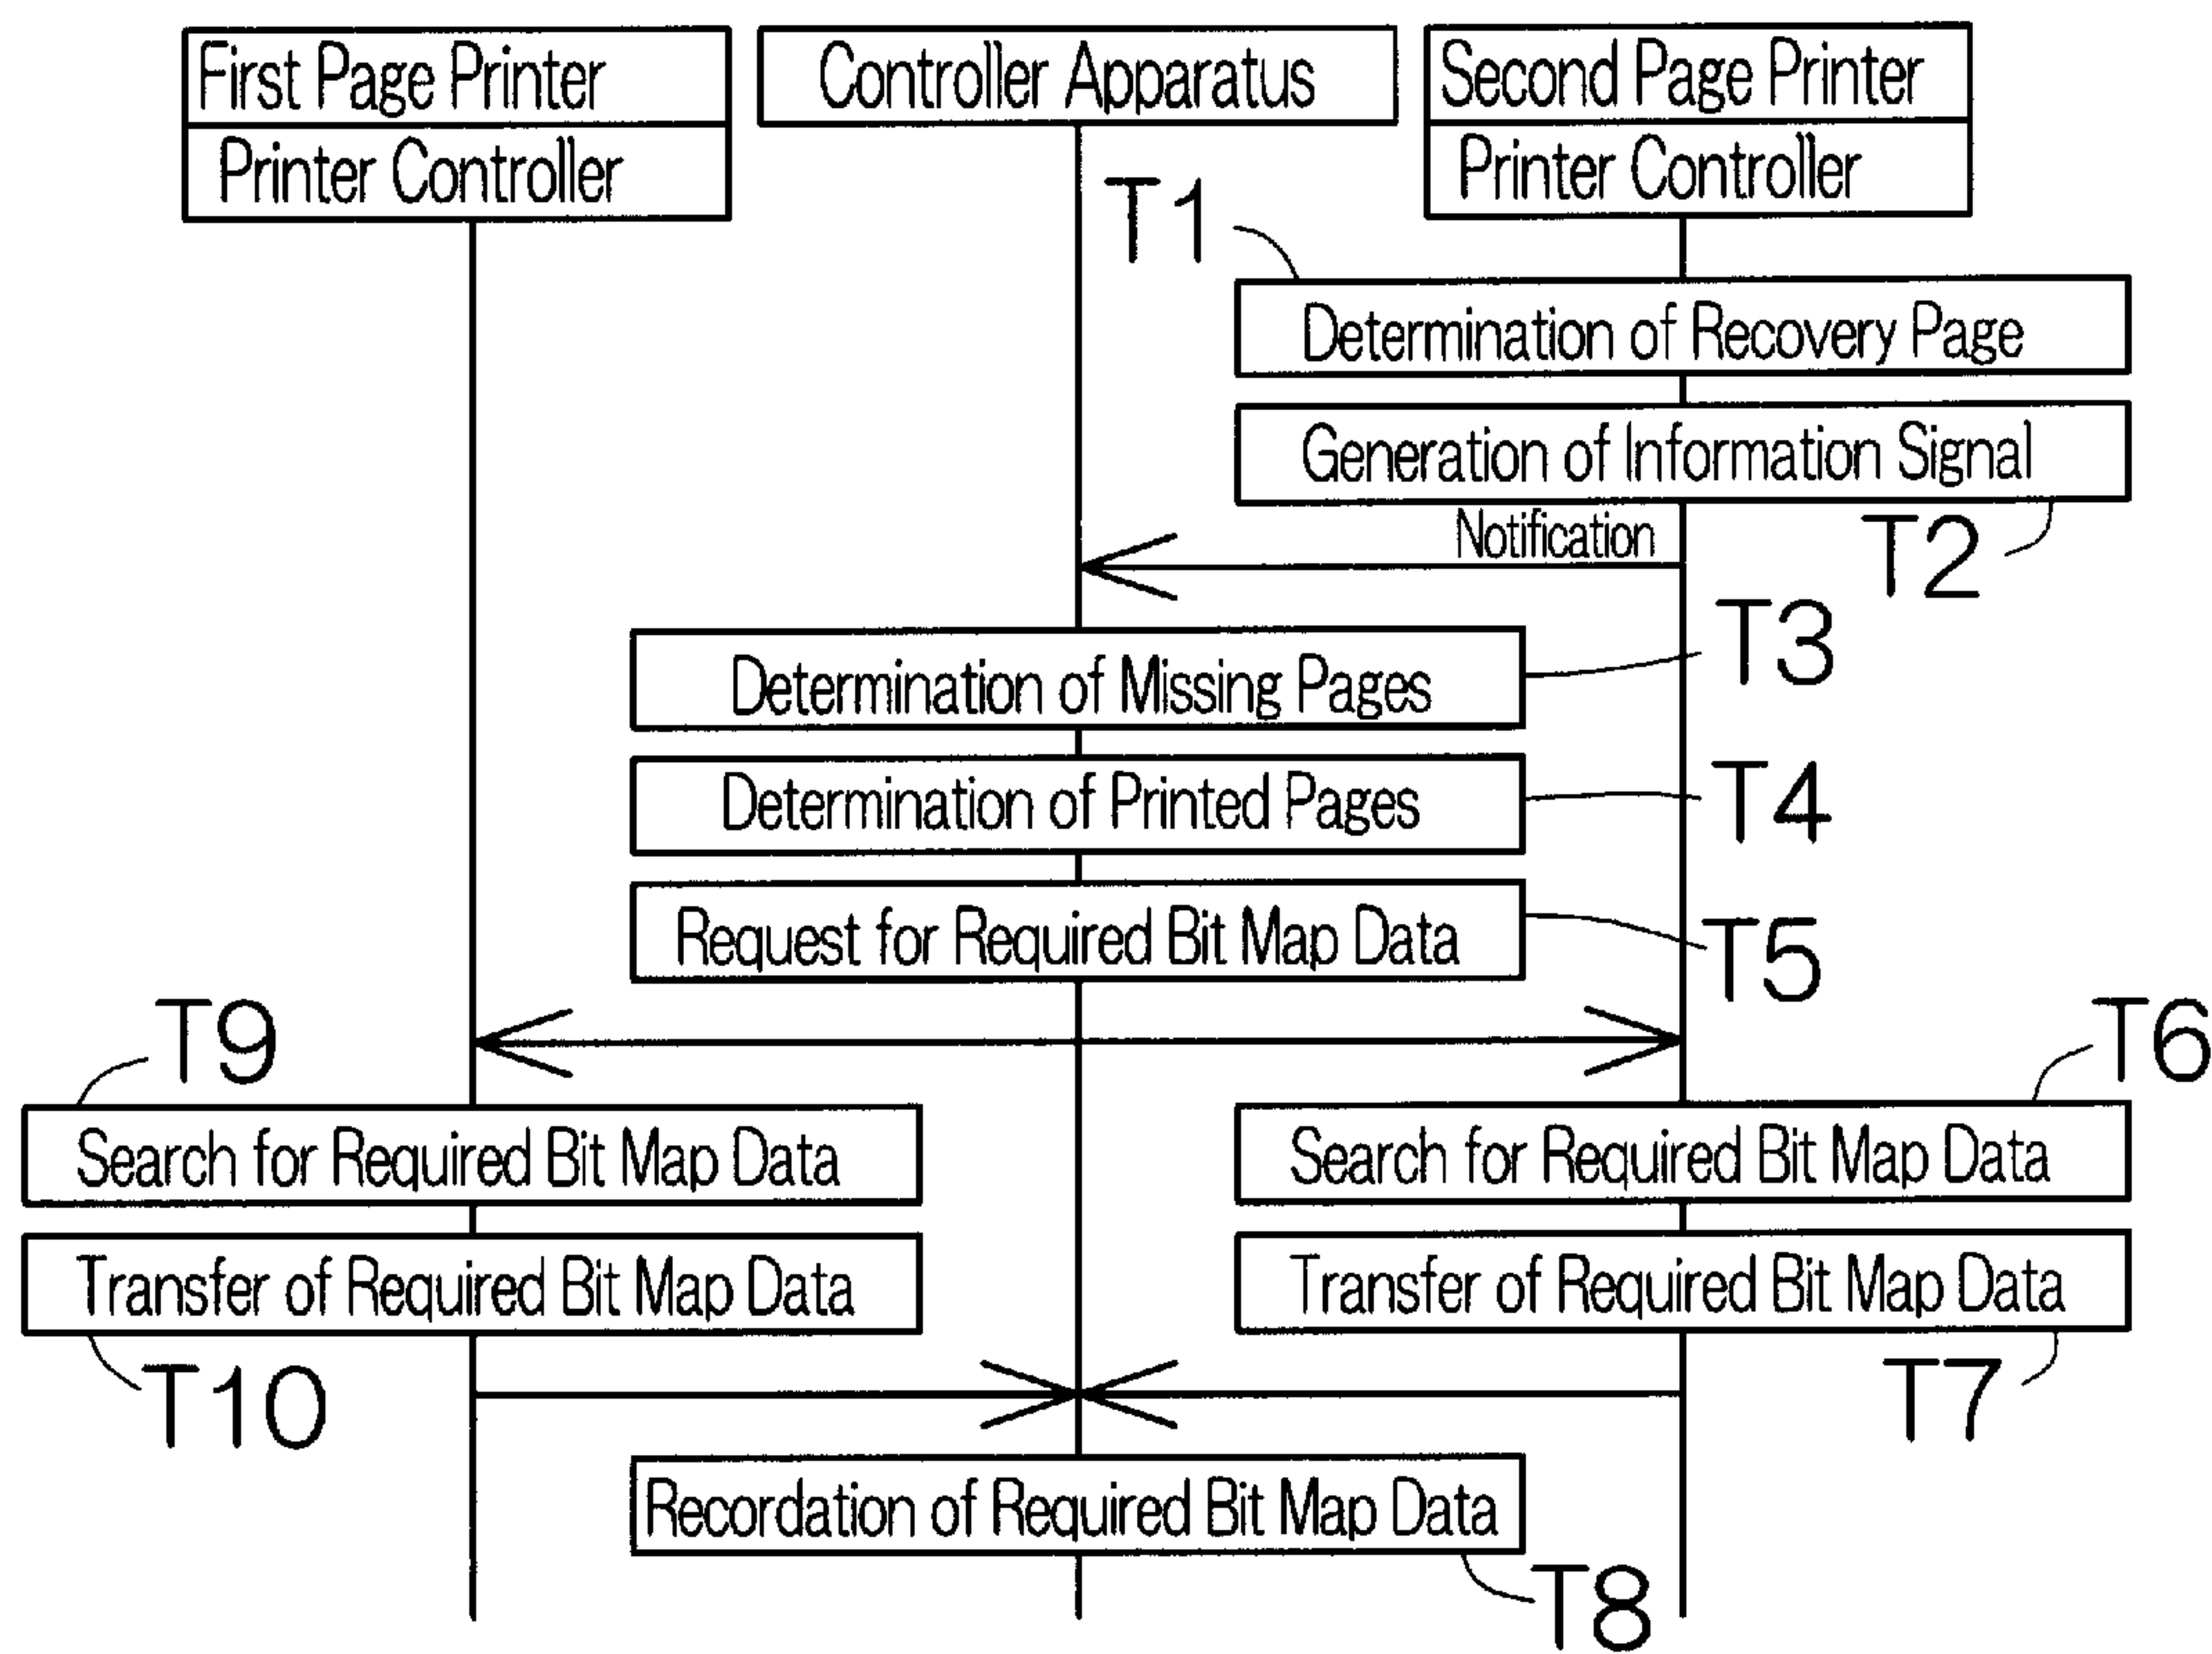 First Page Printer
Printer Controller
Controller Apparatus
Second Page Printer
Printer Controller
T1
Determination of Recovery Page
Generation of Information Signal
Notification
T2
Determination of Missing Pages
T3
Determination of Printed Pages
T4
Request for Required Bit Map Data
T5
T9
T6
Search for Required Bit Map Data
Search for Required Bit Map Data
Transfer of Required Bit Map Data
Transfer of Required Bit Map Data
T10
T7
Recordation of Required Bit Map Data
T8